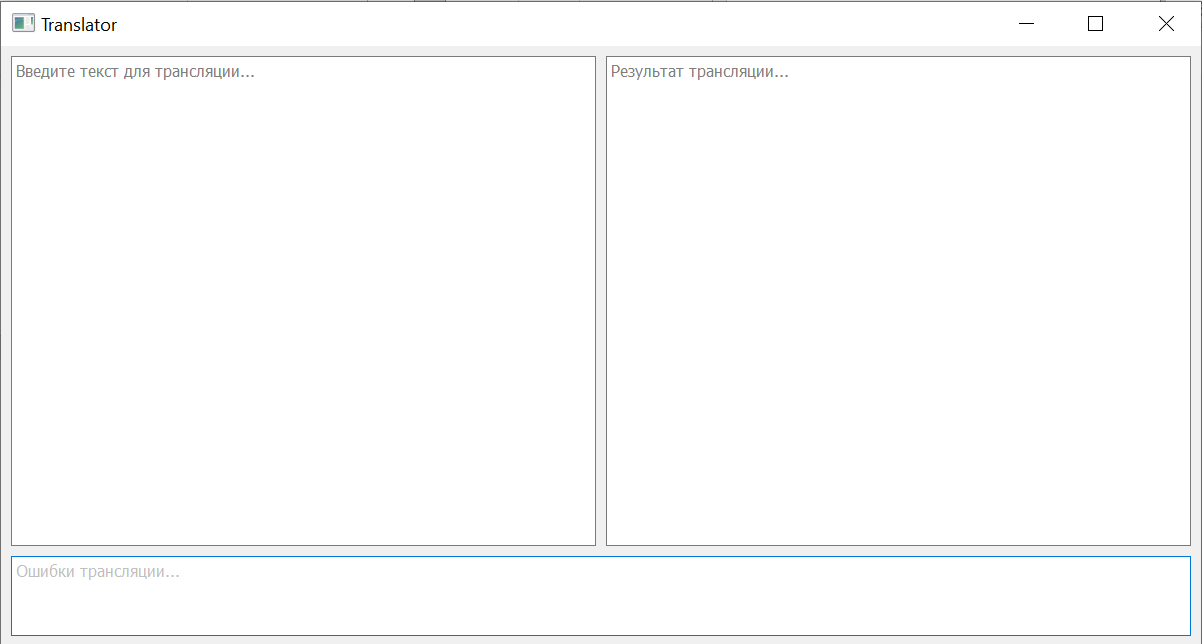 Translator
Введите текст для трансляции...
Результат трансляции...
Ошибки трансляции...